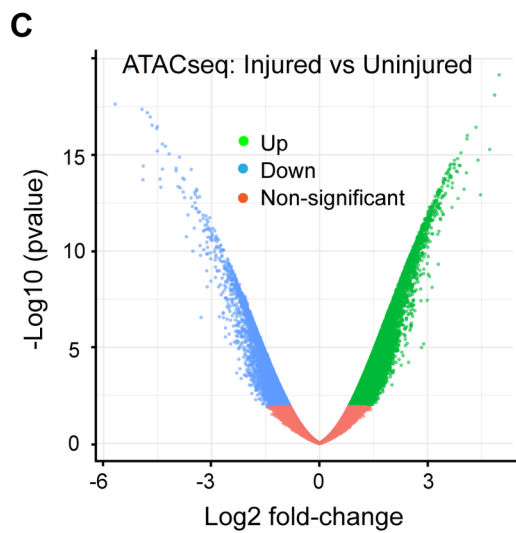 C
ATACseq: Injured vs Uninjured
Up
Down
Non-significant
-Log10 (pvalue)
15
10
5
0
-6
-3
0
3
Log2 fold-change